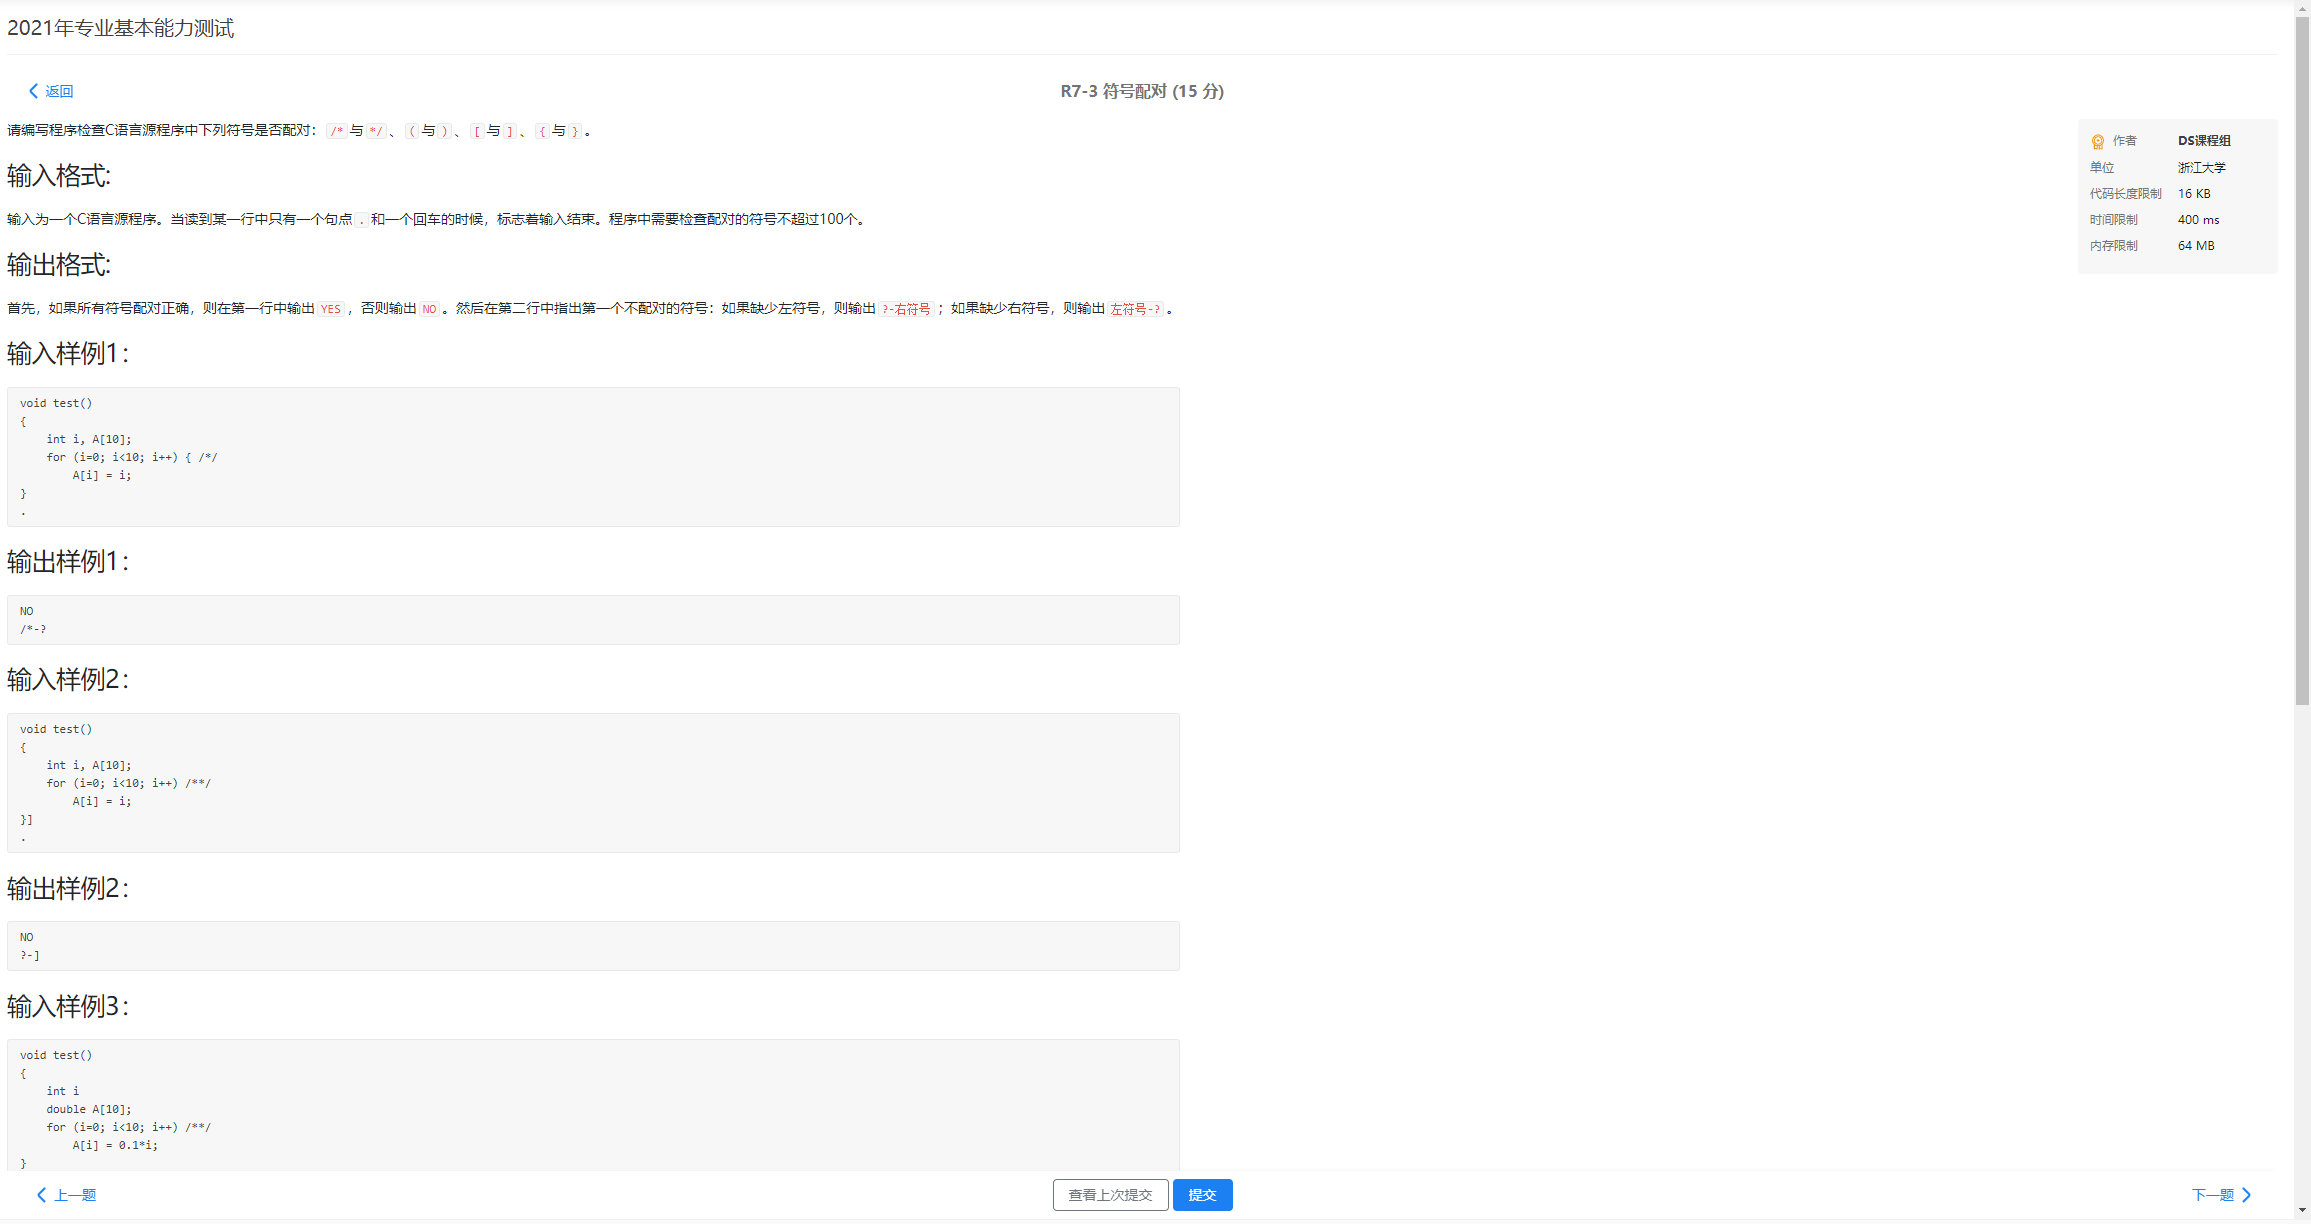 2021年专业基本能力测试
返回
R7-3 符号配对 (15 分)
请编写程序检查C语言源程序中下列符号是否配对：/*与*/、(与)、[与]、{与}。
作者 DS课程组
单位 浙江大学
代码长度限制 16 KB
时间限制 400 ms
内存限制 64 MB
输入格式:
输入为一个C语言源程序。当读到某一行中只有一个句点.和一个回车的时候，标志着输入结束。程序中需要检查配对的符号不超过100个。
输出格式:
首先，如果所有符号配对正确，则在第一行中输出YES，否则输出NO。然后在第二行中指出第一个不配对的符号：如果缺少左符号，则输出?-右符号；如果缺少右符号，则输出左符号-?。
输入样例1：
void test()
{
    int i, A[10];
    for (i=0; i<10; i++) { /*/
        A[i] = i;
}
.
输出样例1：
NO
/*-?
输入样例2：
void test()
{
    int i, A[10];
    for (i=0; i<10; i++) /**/
        A[i] = i;
}]
.
输出样例2：
NO
?-]
输入样例3：
void test()
{
    int i
    double A[10];
    for (i=0; i<10; i++) /**/
        A[i] = 0.1*i;
}
上一题
查看上次提交
提交
下一题